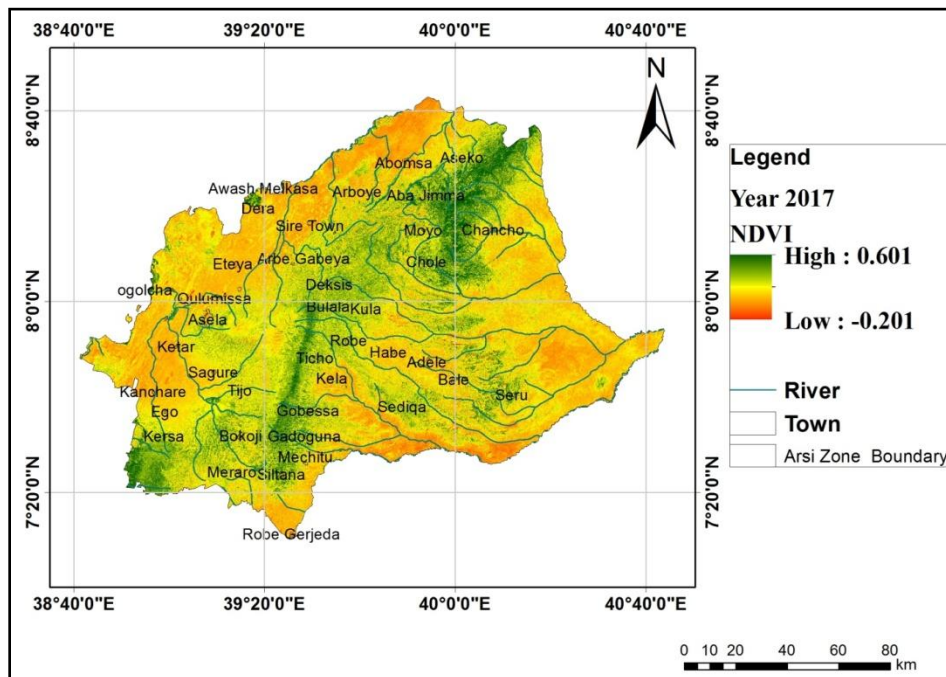 38°40'0"E 39°20'0"E 40°0'0"E 40°40'0"E
8°40'0"N 8°40'0"N
N
Aseko
Abomsa
Awash Melkasa
Arboye
Aba Jimma
Dera
Sire Town
Moyo
Chancho
Eteya
Arbe Gabeya
Chole
Deksis
ogolcha
Qulumissa
8°0'0"N 8°0'0"N
Bulala
Kula
Asela
Robe
Ketar
Habe
Ticho
Adele
Sagure
Kela
Bale
Kanchare
Tijo
Seru
Ego
Gobessa
Sediqa
Kersa
Bokoji
Gadoguna
Mechitu
Meraro
Siltana
7°20'0"N 7°20'0"N
Robe Gerjeda
38°40'0"E 39°20'0"E 40°0'0"E 40°40'0"E
Legend
Year 2017
NDVI
High : 0.601
Low : -0.201
River
Town
Arsi Zone Boundary
0 10 20 40 60 80
km